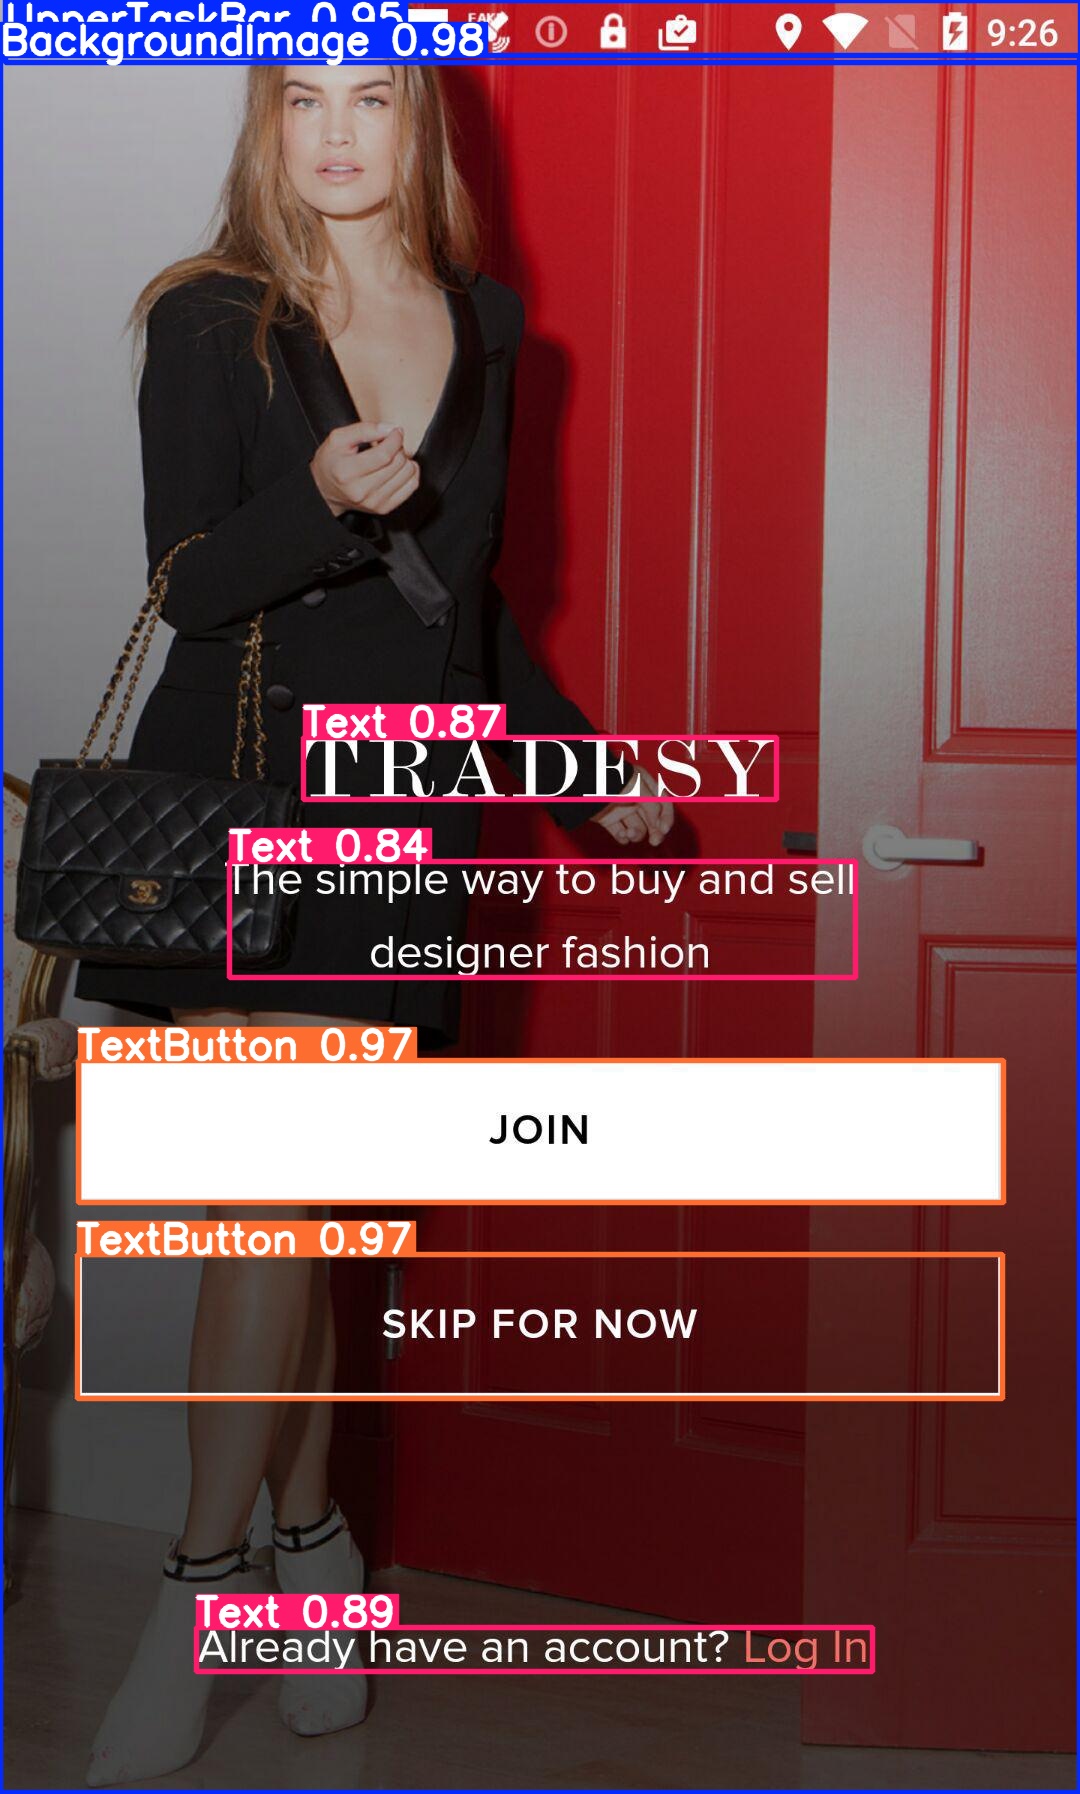 UpperTaskBar 0.95
BackgroundImage 0.98
9:26
Text 0.87
TRADESY
Text 0.84
The simple way to buy and sell
designer fashion
TextButton 0.97
JOIN
TextButton 0.97
SKIP FOR NOW
Text 0.89
Already have an account? Log In